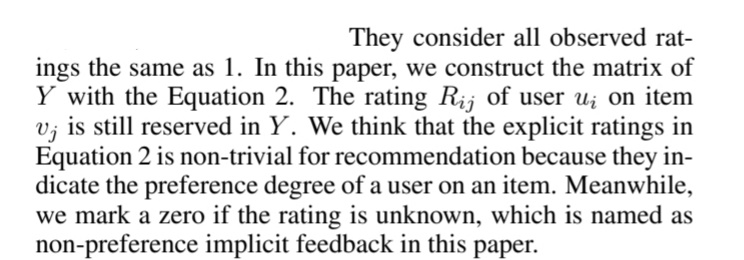 They consider all observed rat-
ings the same as 1. In this paper, we construct the matrix of
Y with the Equation 2. The rating R_{ij} of user u_i on item
v_j is still reserved in Y. We think that the explicit ratings in
Equation 2 is non-trivial for recommendation because they in-
dicate the preference degree of a user on an item. Meanwhile,
we mark a zero if the rating is unknown, which is named as
non-preference implicit feedback in this paper.